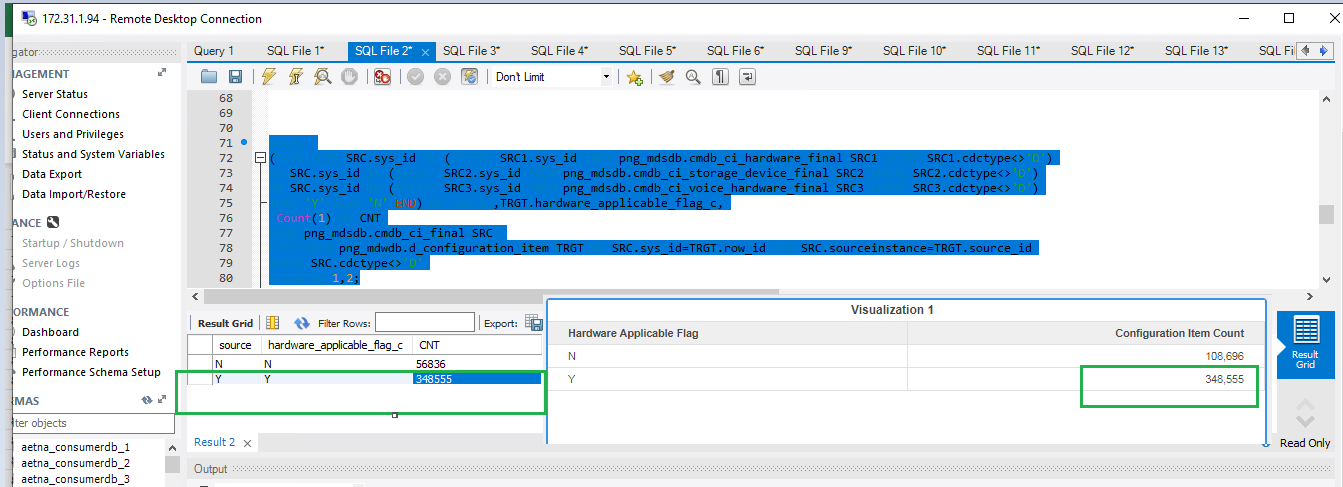 172.31.1.94 - Remote Desktop Connection
Query 1 SQL File 1* SQL File 2* SQL File 3* SQL File 4* SQL File 5* SQL File 6* SQL File 9* SQL File 10* SQL File 11* SQL File 12* SQL File 13* SQL Fi
igator
NAGEMENT
Server Status
Client Connections
Users and Privileges
Status and System Variables
Data Export
Data Import/Restore
ANCE
Startup / Shutdown
Server Logs
Options File
FORMANCE
Dashboard
Performance Reports
Performance Schema Setup
EMAS
lter objects
aetna_consumerdb_1
aetna_consumerdb_2
aetna_consumerdb_3
Don't Limit
68
69
70
71
72 ( SRC.sys_id ( SRC1.sys_id png_mdsdb.cmdb_ci_hardware_final SRC1 SRC1.cdctype<>'D')
73 SRC.sys_id ( SRC2.sys_id png_mdsdb.cmdb_ci_storage_device_final SRC2 SRC2.cdctype<>'D')
74 SRC.sys_id ( SRC3.sys_id png_mdsdb.cmdb_ci_voice_hardware_final SRC3 SRC3.cdctype<>'D')
75 'Y' 'N' END) ,TRGT.hardware_applicable_flag_c,
76 Count(1) CNT
77 png_mdsdb.cmdb_ci_final SRC
78 png_mdwdb.d_configuration_item TRGT SRC.sys_id=TRGT.row_id SRC.sourceinstance=TRGT.source_id
79 SRC.cdctype<>'D'
80 1,2;
Result Grid Filter Rows: Export:
source hardware_applicable_flag_c CNT
N N 56836
Y Y 348555
Visualization 1
Hardware Applicable Flag Configuration Item Count
N 108,696
Y 348,555
Result Grid
Read Only
Result 2
Output